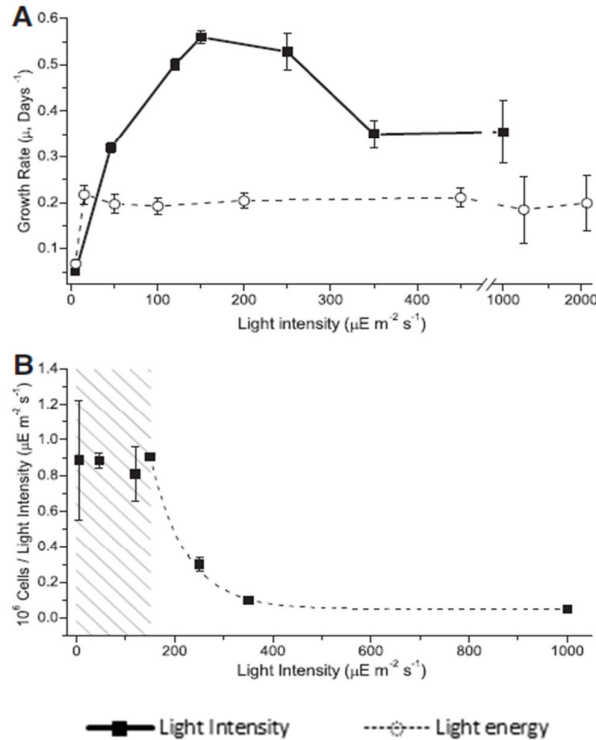 A
Growth Rate (μ, Days⁻¹)
0.6
0.5
0.4
0.3
0.2
0.1
0 100 200 300 400 1000 2000
Light intensity (μE m⁻² s⁻¹)
B
10⁶ Cells / Light Intensity (μE m⁻² s⁻¹)
1.4
1.2
1.0
0.8
0.6
0.4
0.2
0.0
0 200 400 600 800 1000
Light Intensity (μE m⁻² s⁻¹)
Light Intensity Light energy